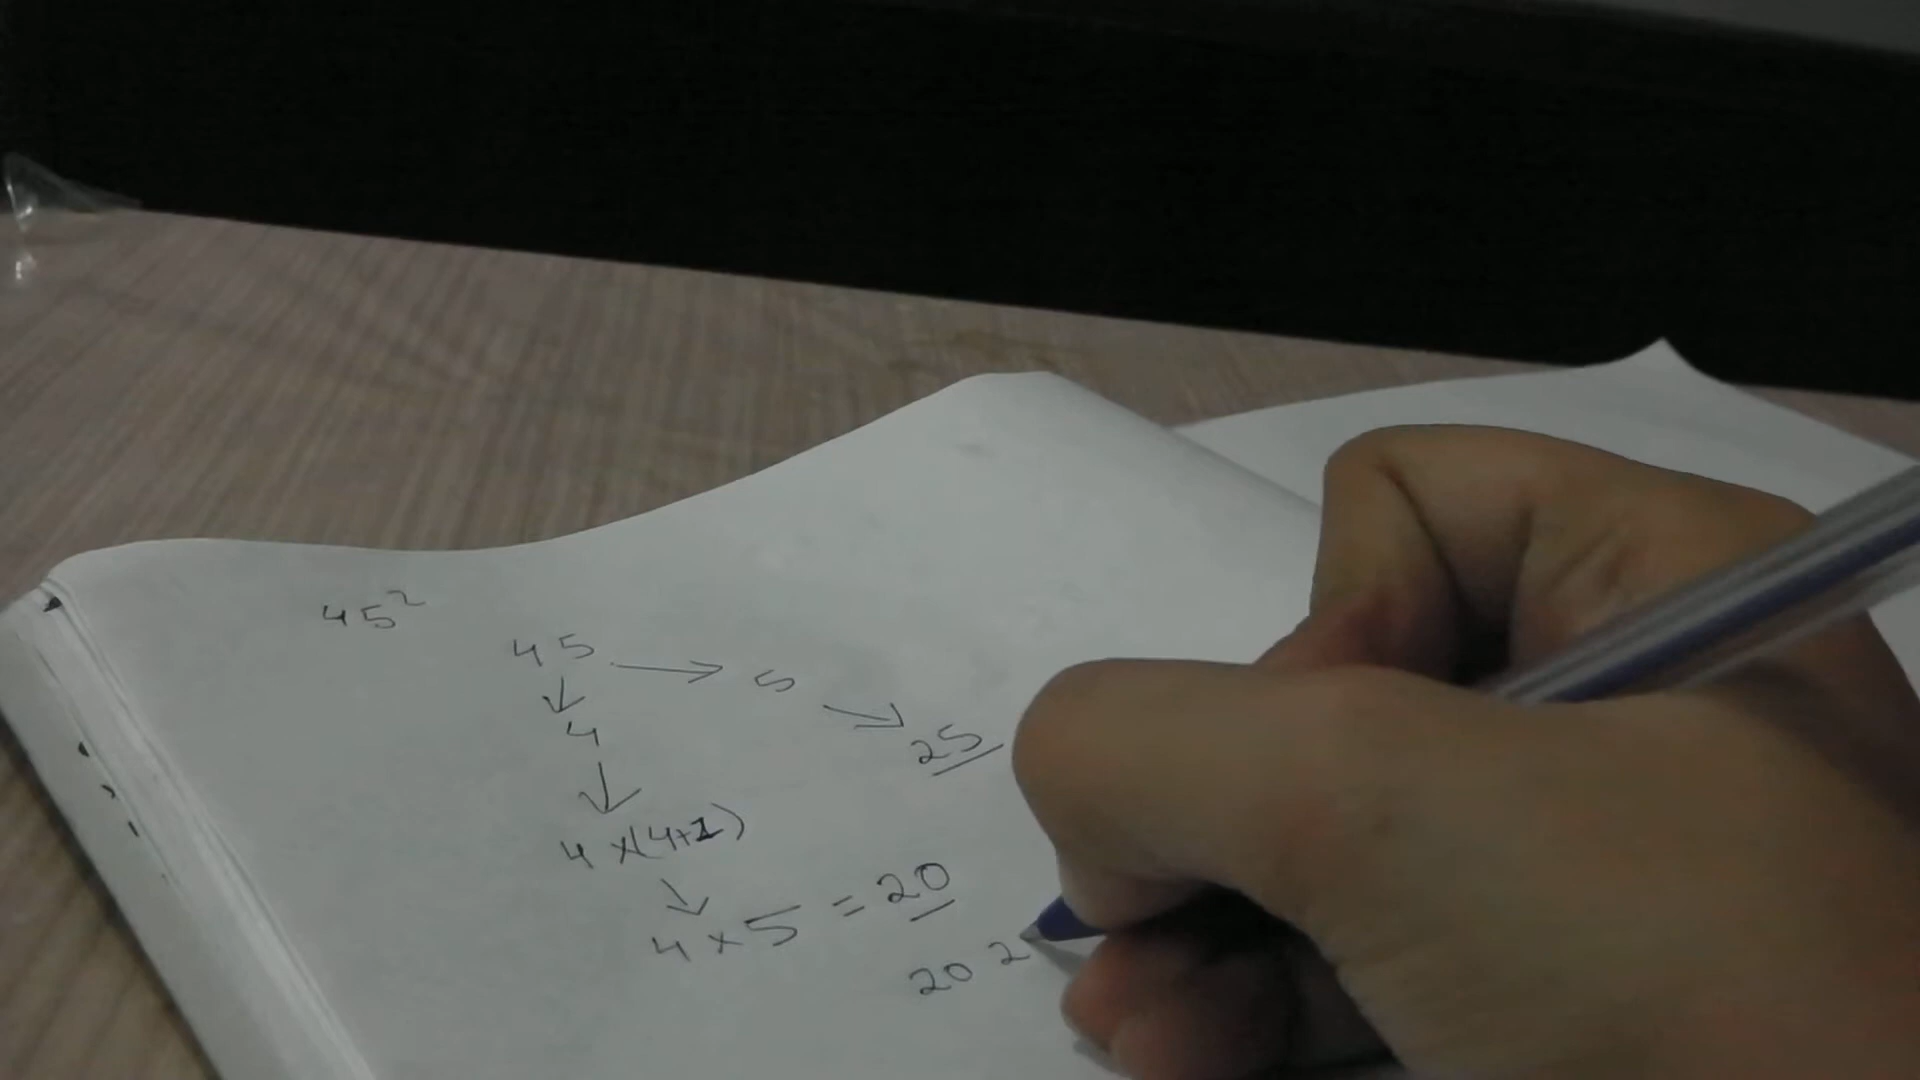 45²
45 → 5 → 25
↓
4
↓
4 x(4+1)
↓
4 x 5 = 20
20 2